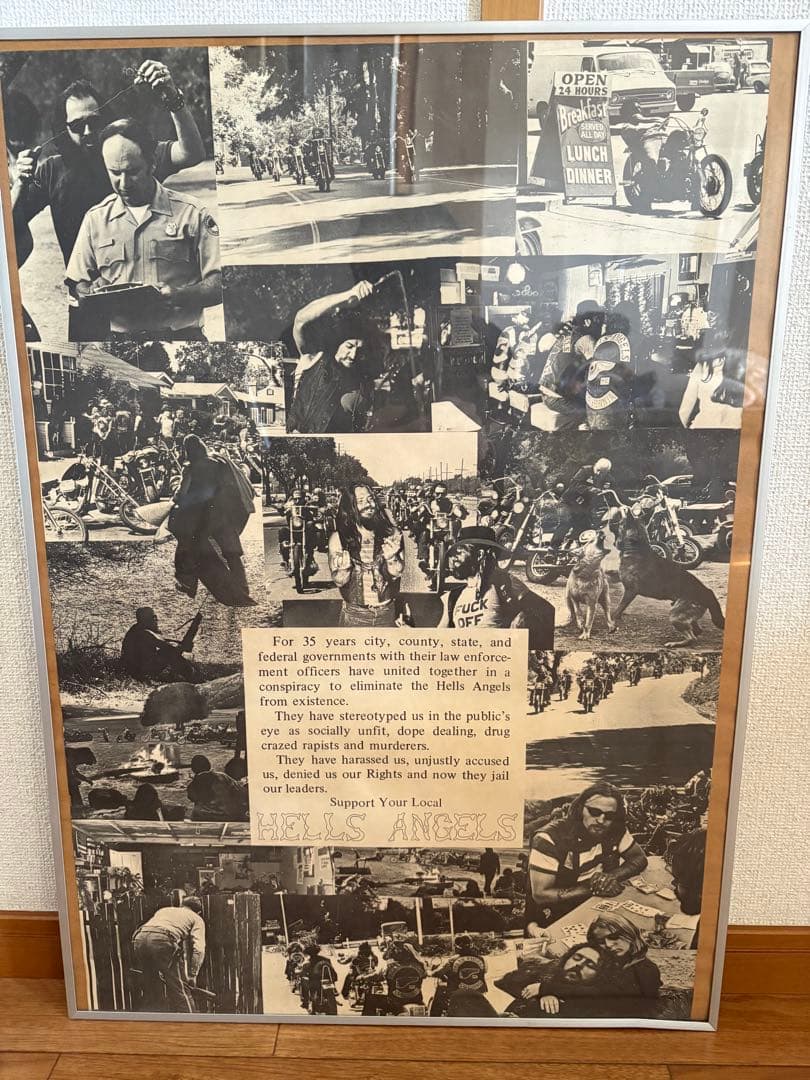 OPEN
24 HOURS
Breakfast
SERVED
ALL DAY
LUNCH
DINNER
FUCK
OFF
For 35 years city, county, state, and
federal governments with their law enforce-
ment officers have united together in a
conspiracy to eliminate the Hells Angels
from existence.
They have stereotyped us in the public's
eye as socially unfit, dope dealing, drug
crazed rapists and murderers.
They have harassed us, unjustly accused
us, denied us our Rights and now they jail
our leaders.
Support Your Local
HELLS ANGELS